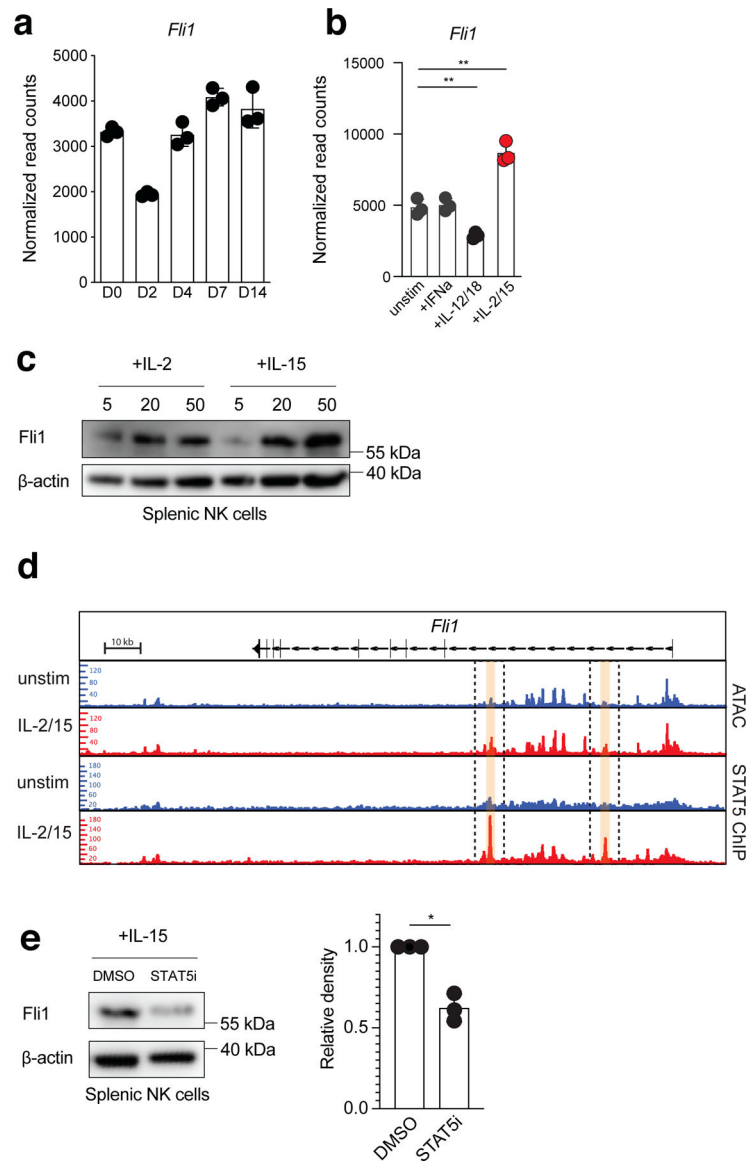 a
Fli1
Normalized read counts
5000
4000
3000
2000
1000
0
D0 D2 D4 D7 D14
b
Fli1
Normalized read counts
15000
10000
5000
0
**
**
unstim
+IFNa
+IL-12/18
+IL-2/15
c
+IL-2 +IL-15
5 20 50 5 20 50
Fli1
55 kDa
β-actin
40 kDa
Splenic NK cells
d
Fli1
10 kb
unstim
120
80
40
0
IL-2/15
120
80
40
0
ATAC
unstim
180
140
100
60
20
IL-2/15
180
140
100
60
20
STAT5 ChIP
e
+IL-15
DMSO STAT5i
Fli1
55 kDa
β-actin
40 kDa
Splenic NK cells
Relative density
1.0
0.5
0.0
*
DMSO
STAT5i